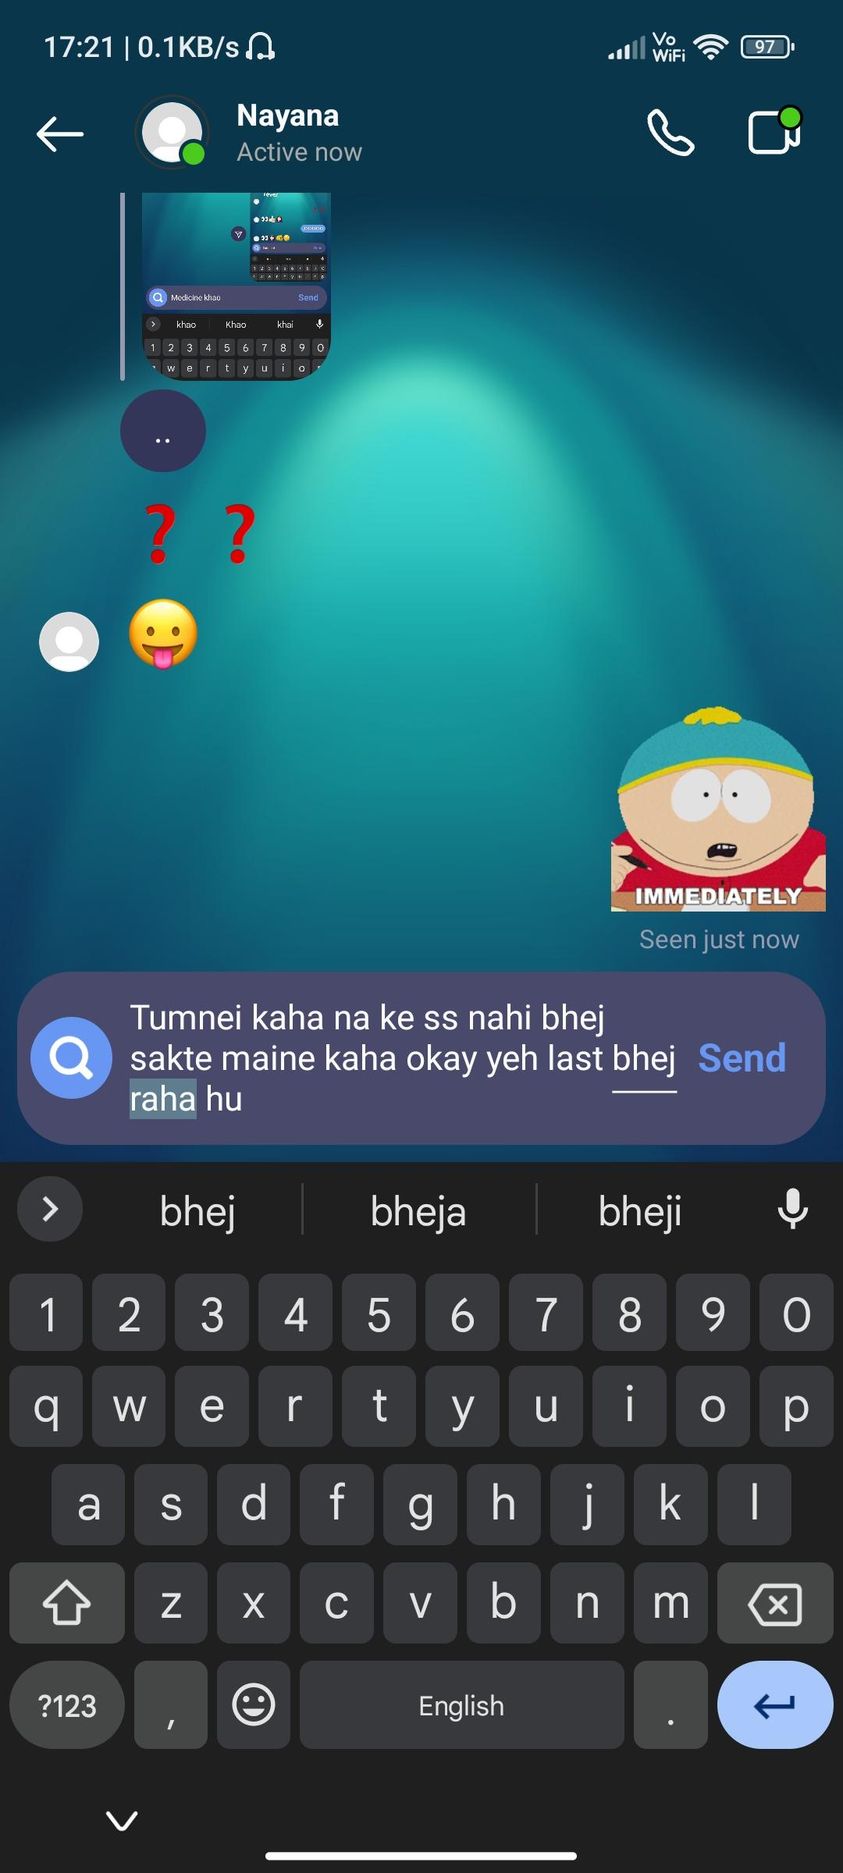 17:21 | 0.1KB/s
Vo
WiFi
97
Nayana
Active now
fever
Medicine khao
Send
khao Khao khai
1 2 3 4 5 6 7 8 9 0
w e r t y u i o
..
❓ ❓
😛
IMMEDIATELY
Seen just now
Tumnei kaha na ke ss nahi bhej
sakte maine kaha okay yeh last bhej
raha hu
Send
bhej bheja bheji
1 2 3 4 5 6 7 8 9 0
q w e r t y u i o p
a s d f g h j k l
z x c v b n m
?123 , English .